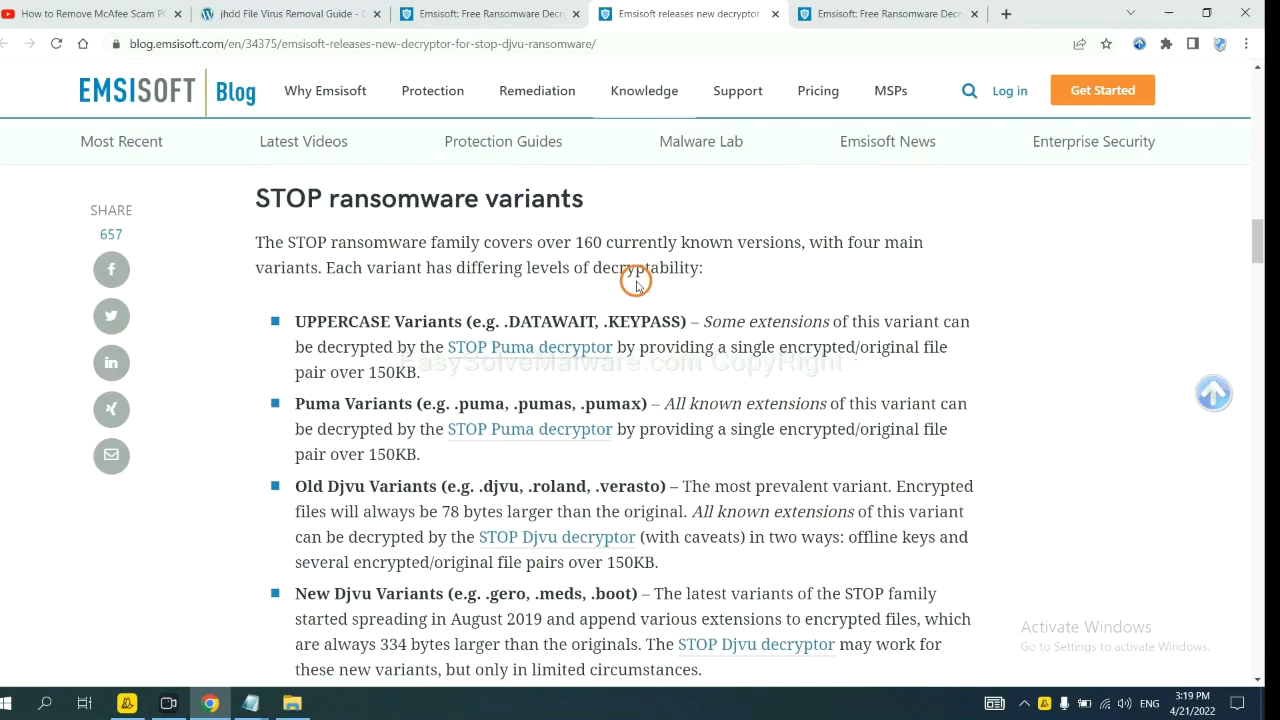 How to Remove McAfee Scam P
jhdd File Virus Removal Guide - D
Emsisoft: Free Ransomware Decr
Emsisoft releases new decryptor
Emsisoft: Free Ransomware Decr
blog.emsisoft.com/en/34375/emsisoft-releases-new-decryptor-for-stop-djvu-ransomware/
EMSISOFT Blog
Why Emsisoft Protection Remediation Knowledge Support Pricing MSPs Log in Get Started
Most Recent Latest Videos Protection Guides Malware Lab Emsisoft News Enterprise Security
SHARE
657
STOP ransomware variants
The STOP ransomware family covers over 160 currently known versions, with four main
variants. Each variant has differing levels of decryptability:
UPPERCASE Variants (e.g. .DATAWAIT, .KEYPASS) – Some extensions of this variant can
be decrypted by the STOP Puma decryptor by providing a single encrypted/original file
pair over 150KB.
EasySolveMalware.com CopyRight
Puma Variants (e.g. .puma, .pumas, .pumax) – All known extensions of this variant can
be decrypted by the STOP Puma decryptor by providing a single encrypted/original file
pair over 150KB.
Old Djvu Variants (e.g. .djvu, .roland, .verasto) – The most prevalent variant. Encrypted
files will always be 78 bytes larger than the original. All known extensions of this variant
can be decrypted by the STOP Djvu decryptor (with caveats) in two ways: offline keys and
several encrypted/original file pairs over 150KB.
New Djvu Variants (e.g. .gero, .meds, .boot) – The latest variants of the STOP family
started spreading in August 2019 and append various extensions to encrypted files, which
are always 334 bytes larger than the originals. The STOP Djvu decryptor may work for
these new variants, but only in limited circumstances.
Activate Windows
Go to Settings to activate Windows.
ENG
3:19 PM
4/21/2022